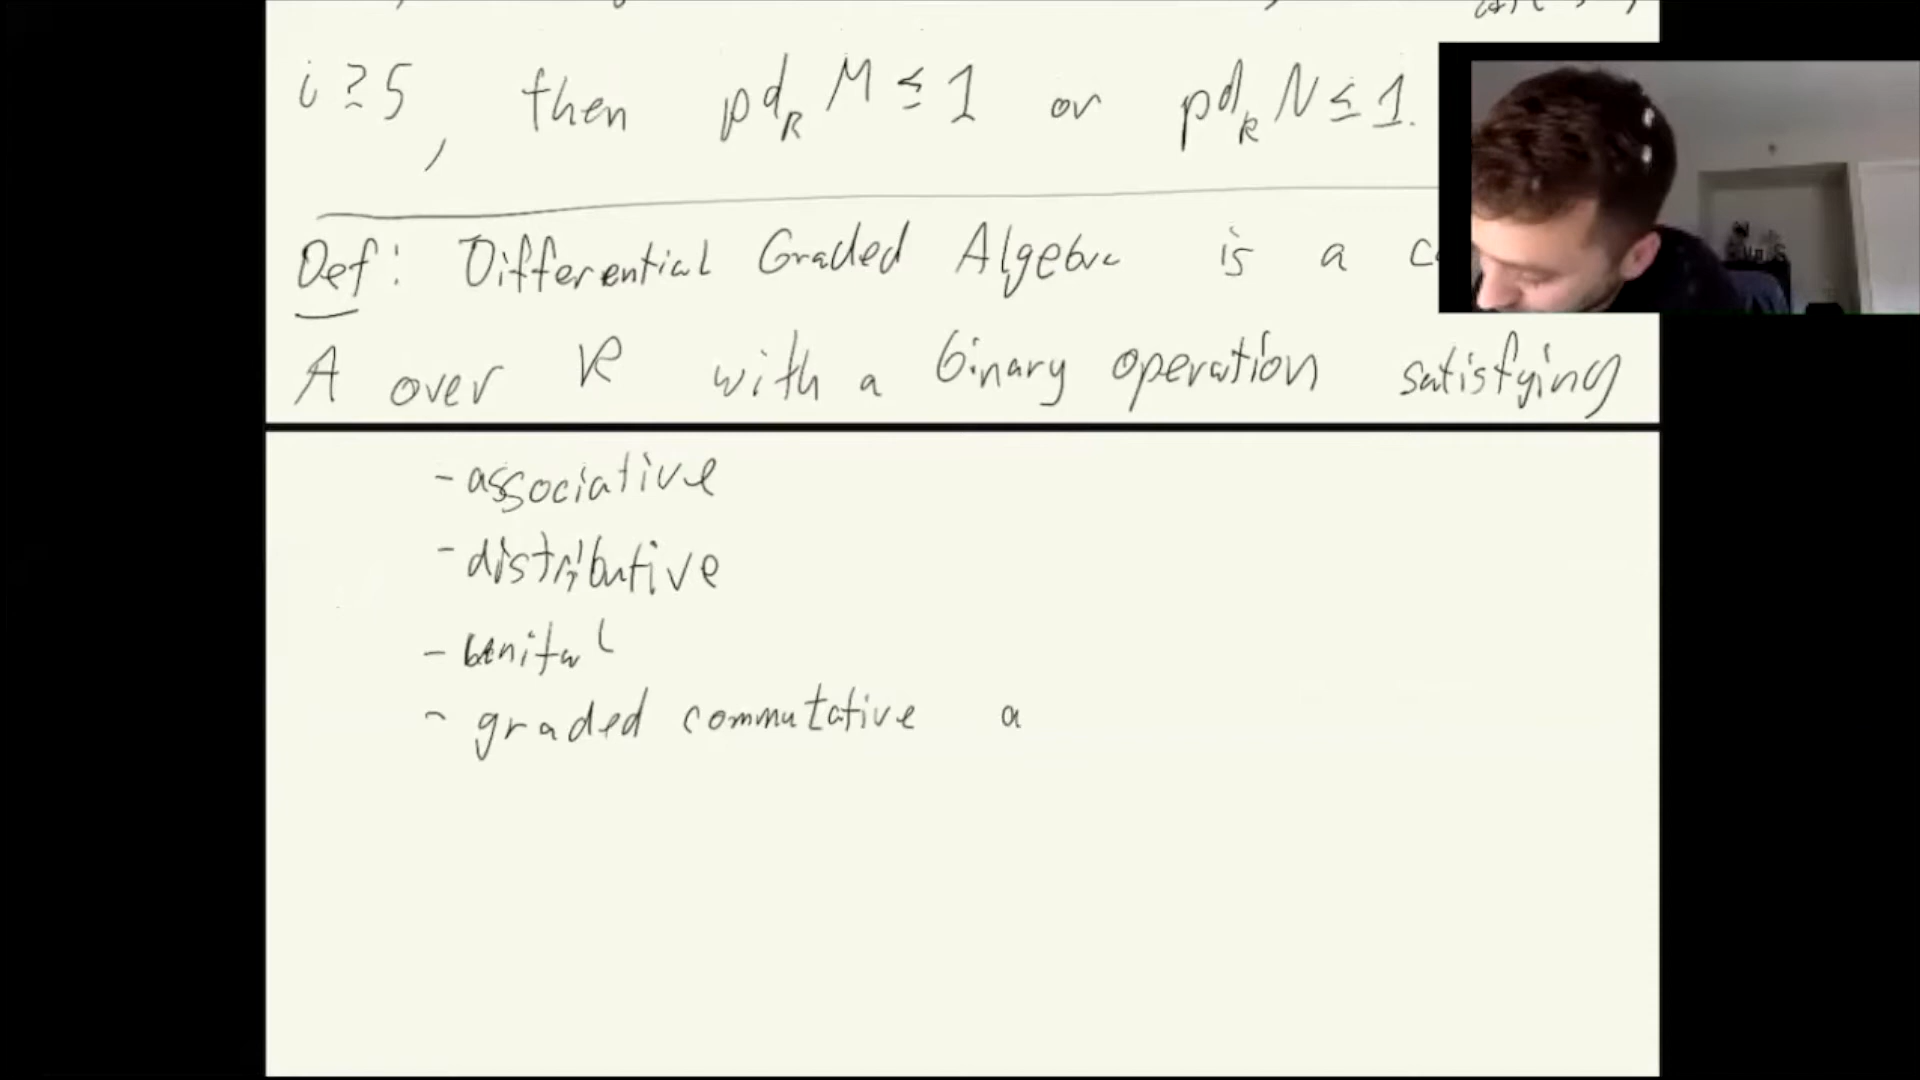 i ≥ 5, then pd_R M ≤ 1 or pd_R N ≤ 1.
Def: Differential Graded Algebra is a
A over R with a binary operation satisfying
- associative
- distributive
- unital
- graded commutative a